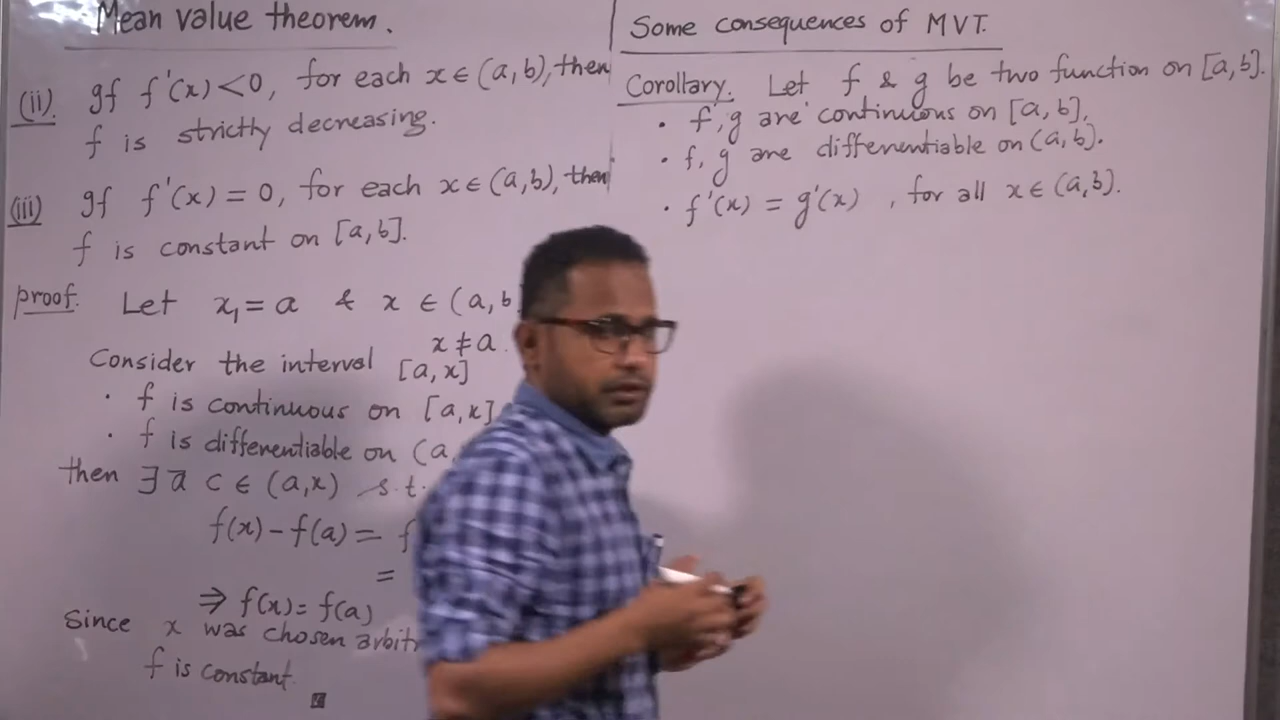 Mean value theorem.
(ii). If f'(x) < 0, for each x ∈ (a, b), then
f is strictly decreasing.
(iii) If f'(x) = 0, for each x ∈ (a, b), then
f is constant on [a, b].
proof. Let x₁ = a & x ∈ (a, b
x ≠ a.
Consider the interval [a, x]
· f is continuous on [a, x]
· f is differentiable on (a,
then ∃ a c ∈ (a, x) s.t.
f(x) - f(a) = f
=
⇒ f(x) = f(a)
Since x was chosen arbitr
f is constant.
Some consequences of MVT.
Corollary. Let f & g be two function on [a, b].
· f, g are continuous on [a, b],
· f, g are differentiable on (a, b).
· f'(x) = g'(x) , for all x ∈ (a, b).